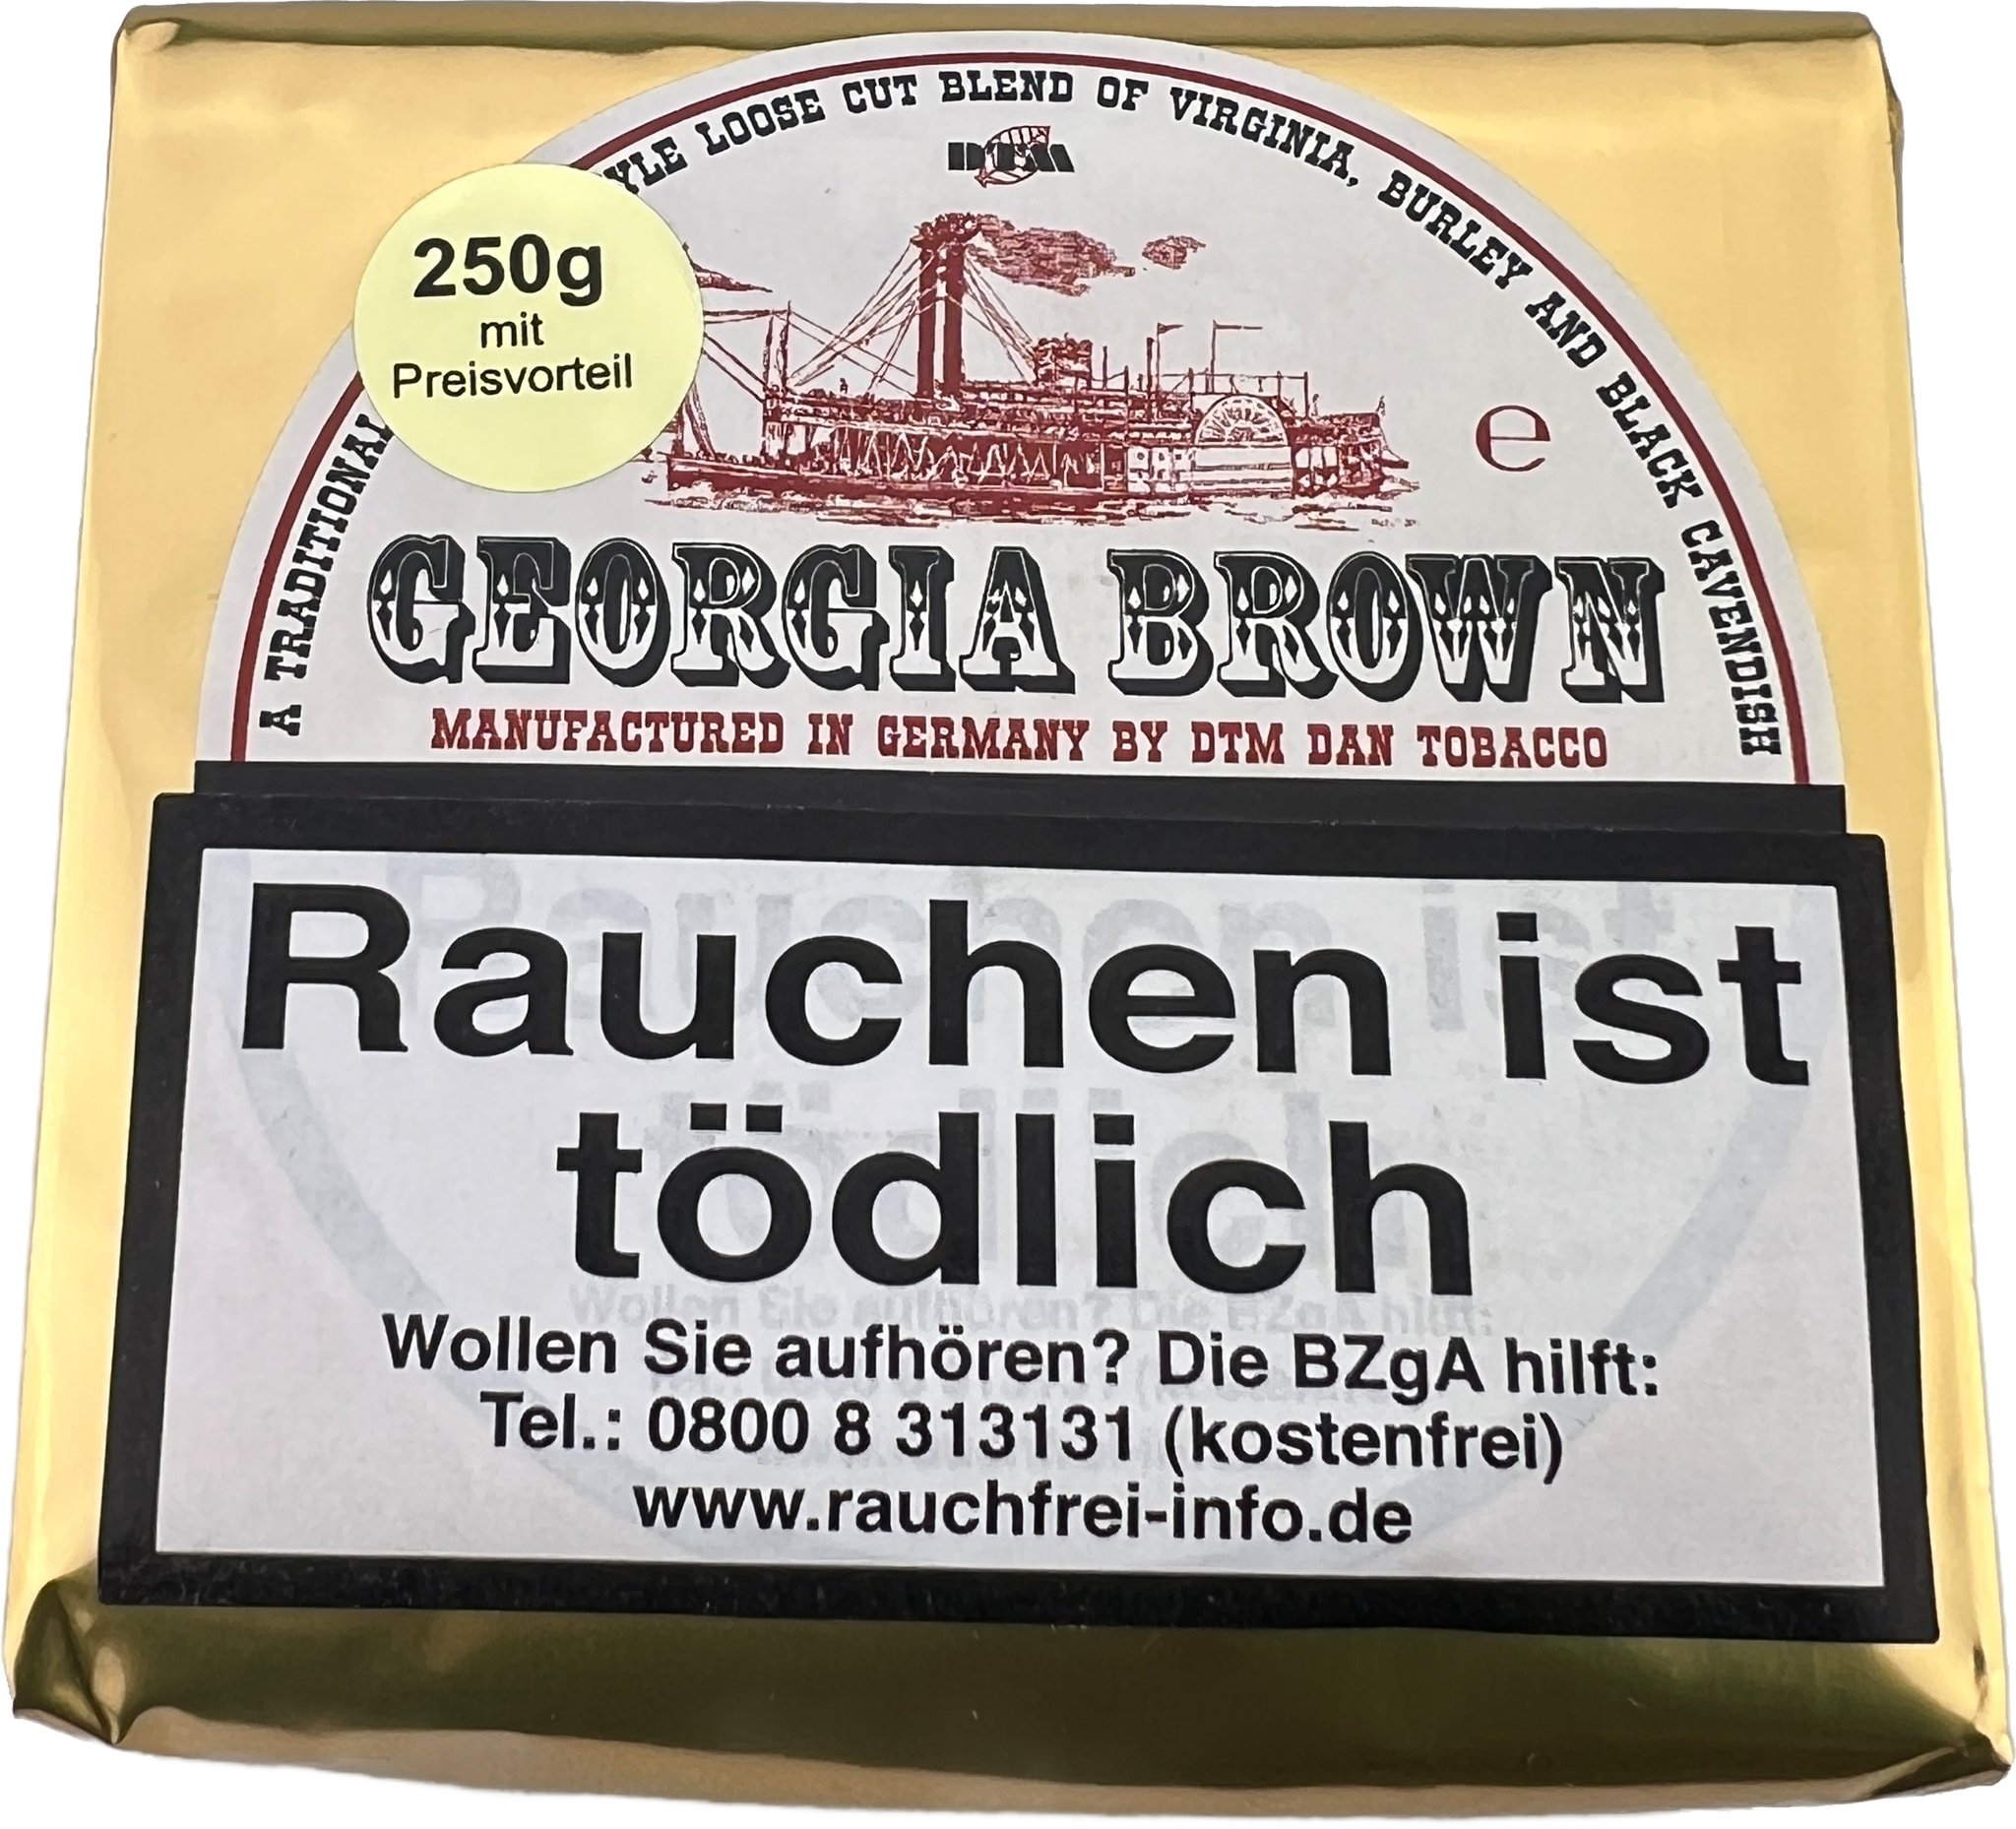 A TRADITIONAL
LOOSE CUT BLEND OF VIRGINIA, BURLEY AND BLACK CAVENDISH
DTM
250g
mit
Preisvorteil
e
GEORGIA BROWN
MANUFACTURED IN GERMANY BY DTM DAN TOBACCO
Rauchen ist
tödlich
Wollen Sie aufhören? Die BZgA hilft:
Tel.: 0800 8 313131 (kostenfrei)
www.rauchfrei-info.de